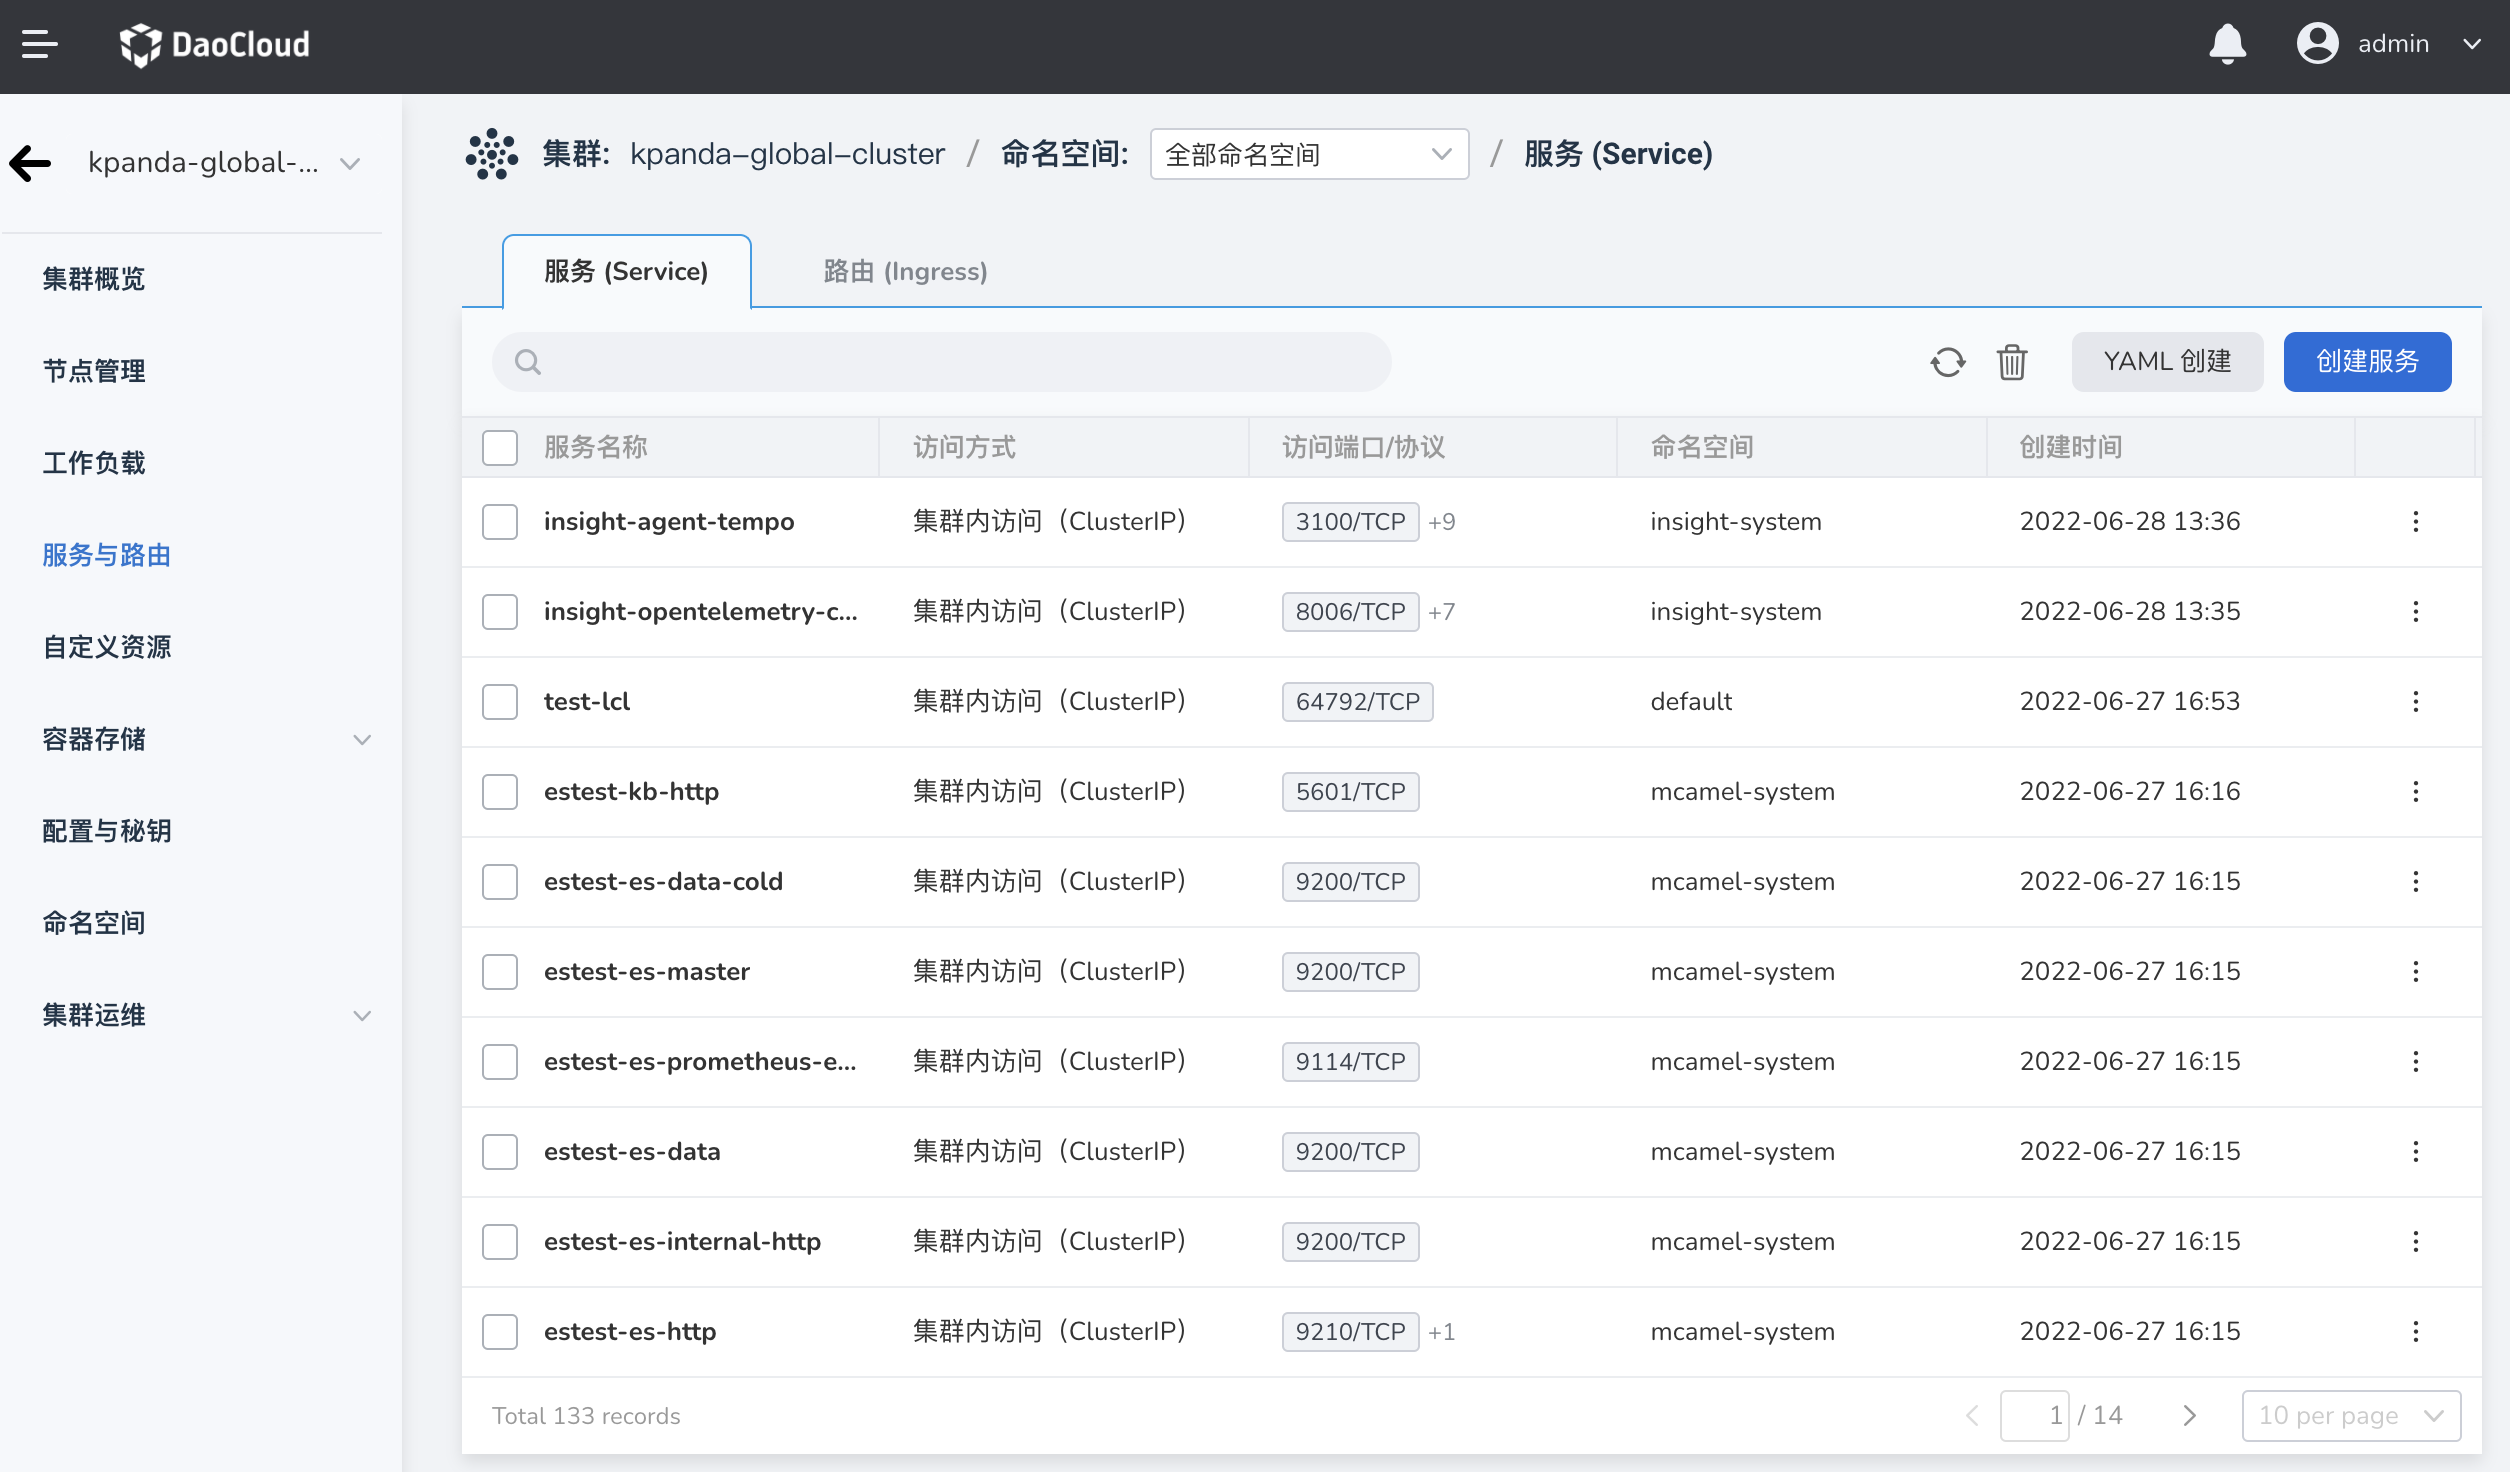 DaoCloud
admin
kpanda-global-...
集群: kpanda-global-cluster / 命名空间: 全部命名空间 / 服务 (Service)
集群概览
节点管理
工作负载
服务与路由
自定义资源
容器存储
配置与秘钥
命名空间
集群运维
服务 (Service) 路由 (Ingress)
YAML 创建 创建服务
服务名称 访问方式 访问端口/协议 命名空间 创建时间
insight-agent-tempo 集群内访问（ClusterIP） 3100/TCP +9 insight-system 2022-06-28 13:36
insight-opentelemetry-c... 集群内访问（ClusterIP） 8006/TCP +7 insight-system 2022-06-28 13:35
test-lcl 集群内访问（ClusterIP） 64792/TCP default 2022-06-27 16:53
estest-kb-http 集群内访问（ClusterIP） 5601/TCP mcamel-system 2022-06-27 16:16
estest-es-data-cold 集群内访问（ClusterIP） 9200/TCP mcamel-system 2022-06-27 16:15
estest-es-master 集群内访问（ClusterIP） 9200/TCP mcamel-system 2022-06-27 16:15
estest-es-prometheus-e... 集群内访问（ClusterIP） 9114/TCP mcamel-system 2022-06-27 16:15
estest-es-data 集群内访问（ClusterIP） 9200/TCP mcamel-system 2022-06-27 16:15
estest-es-internal-http 集群内访问（ClusterIP） 9200/TCP mcamel-system 2022-06-27 16:15
estest-es-http 集群内访问（ClusterIP） 9210/TCP +1 mcamel-system 2022-06-27 16:15
Total 133 records 1 / 14 10 per page